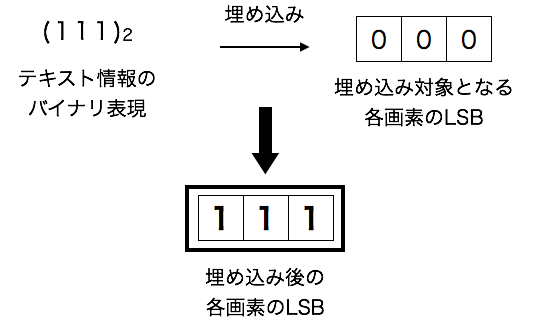 (111)₂
埋め込み
0 0 0
テキスト情報の
バイナリ表現
埋め込み対象となる
各画素のLSB
1 1 1
埋め込み後の
各画素のLSB